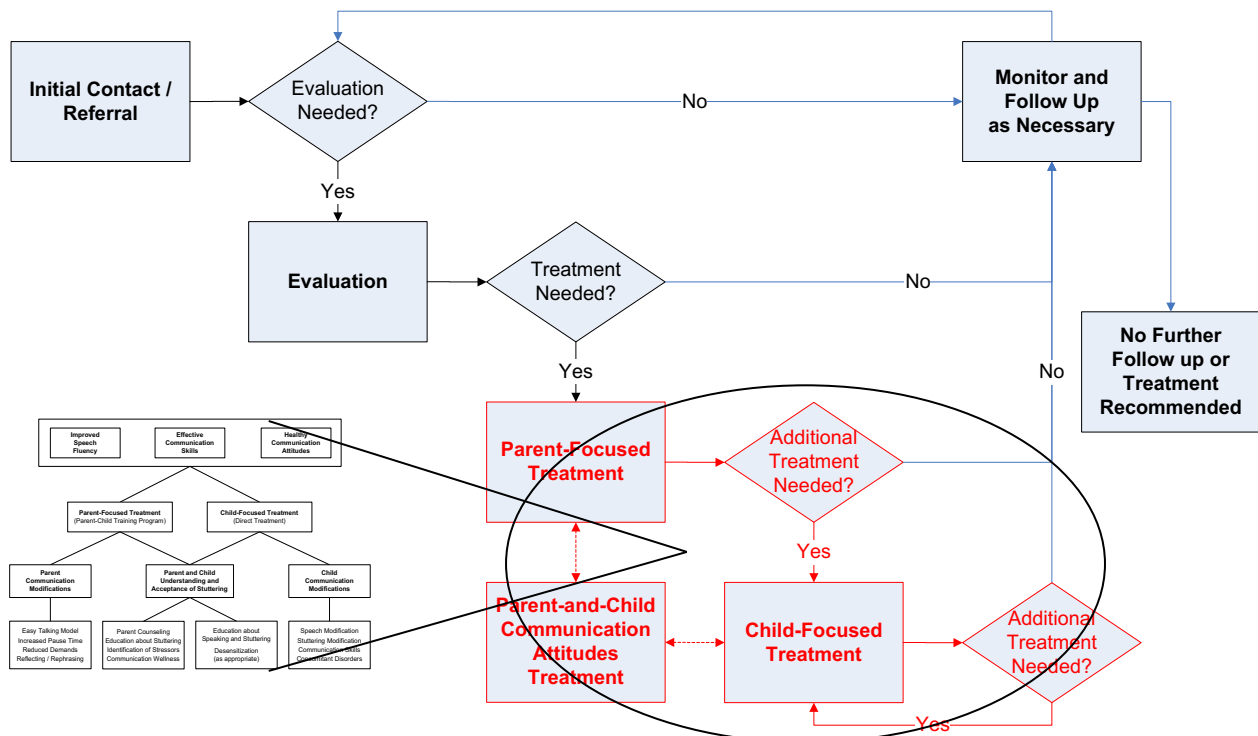 Initial Contact /
Referral
Evaluation
Needed?
No
Monitor and
Follow Up
as Necessary
Yes
Evaluation
Treatment
Needed?
No
No Further
Follow up or
Treatment
Recommended
Yes
No
Parent-Focused
Treatment
Additional
Treatment
Needed?
Yes
Parent-and-Child
Communication
Attitudes
Treatment
Child-Focused
Treatment
Additional
Treatment
Needed?
Yes
Improved
Speech
Fluency
Effective
Communication
Skills
Healthy
Communication
Attitudes
Parent-Focused Treatment
(Parent-Child Training Program)
Child-Focused Treatment
(Direct Treatment)
Parent
Communication
Modifications
Parent and Child
Understanding and
Acceptance of Stuttering
Child
Communication
Modifications
Easy Talking Model
Increased Pause Time
Reduced Demands
Reflecting / Rephrasing
Parent Counseling
Education about Stuttering
Identification of Stressors
Communication Wellness
Education about
Speaking and Stuttering
Desensitization
(as appropriate)
Speech Modification
Stuttering Modification
Communication Skills
Concomitant Disorders